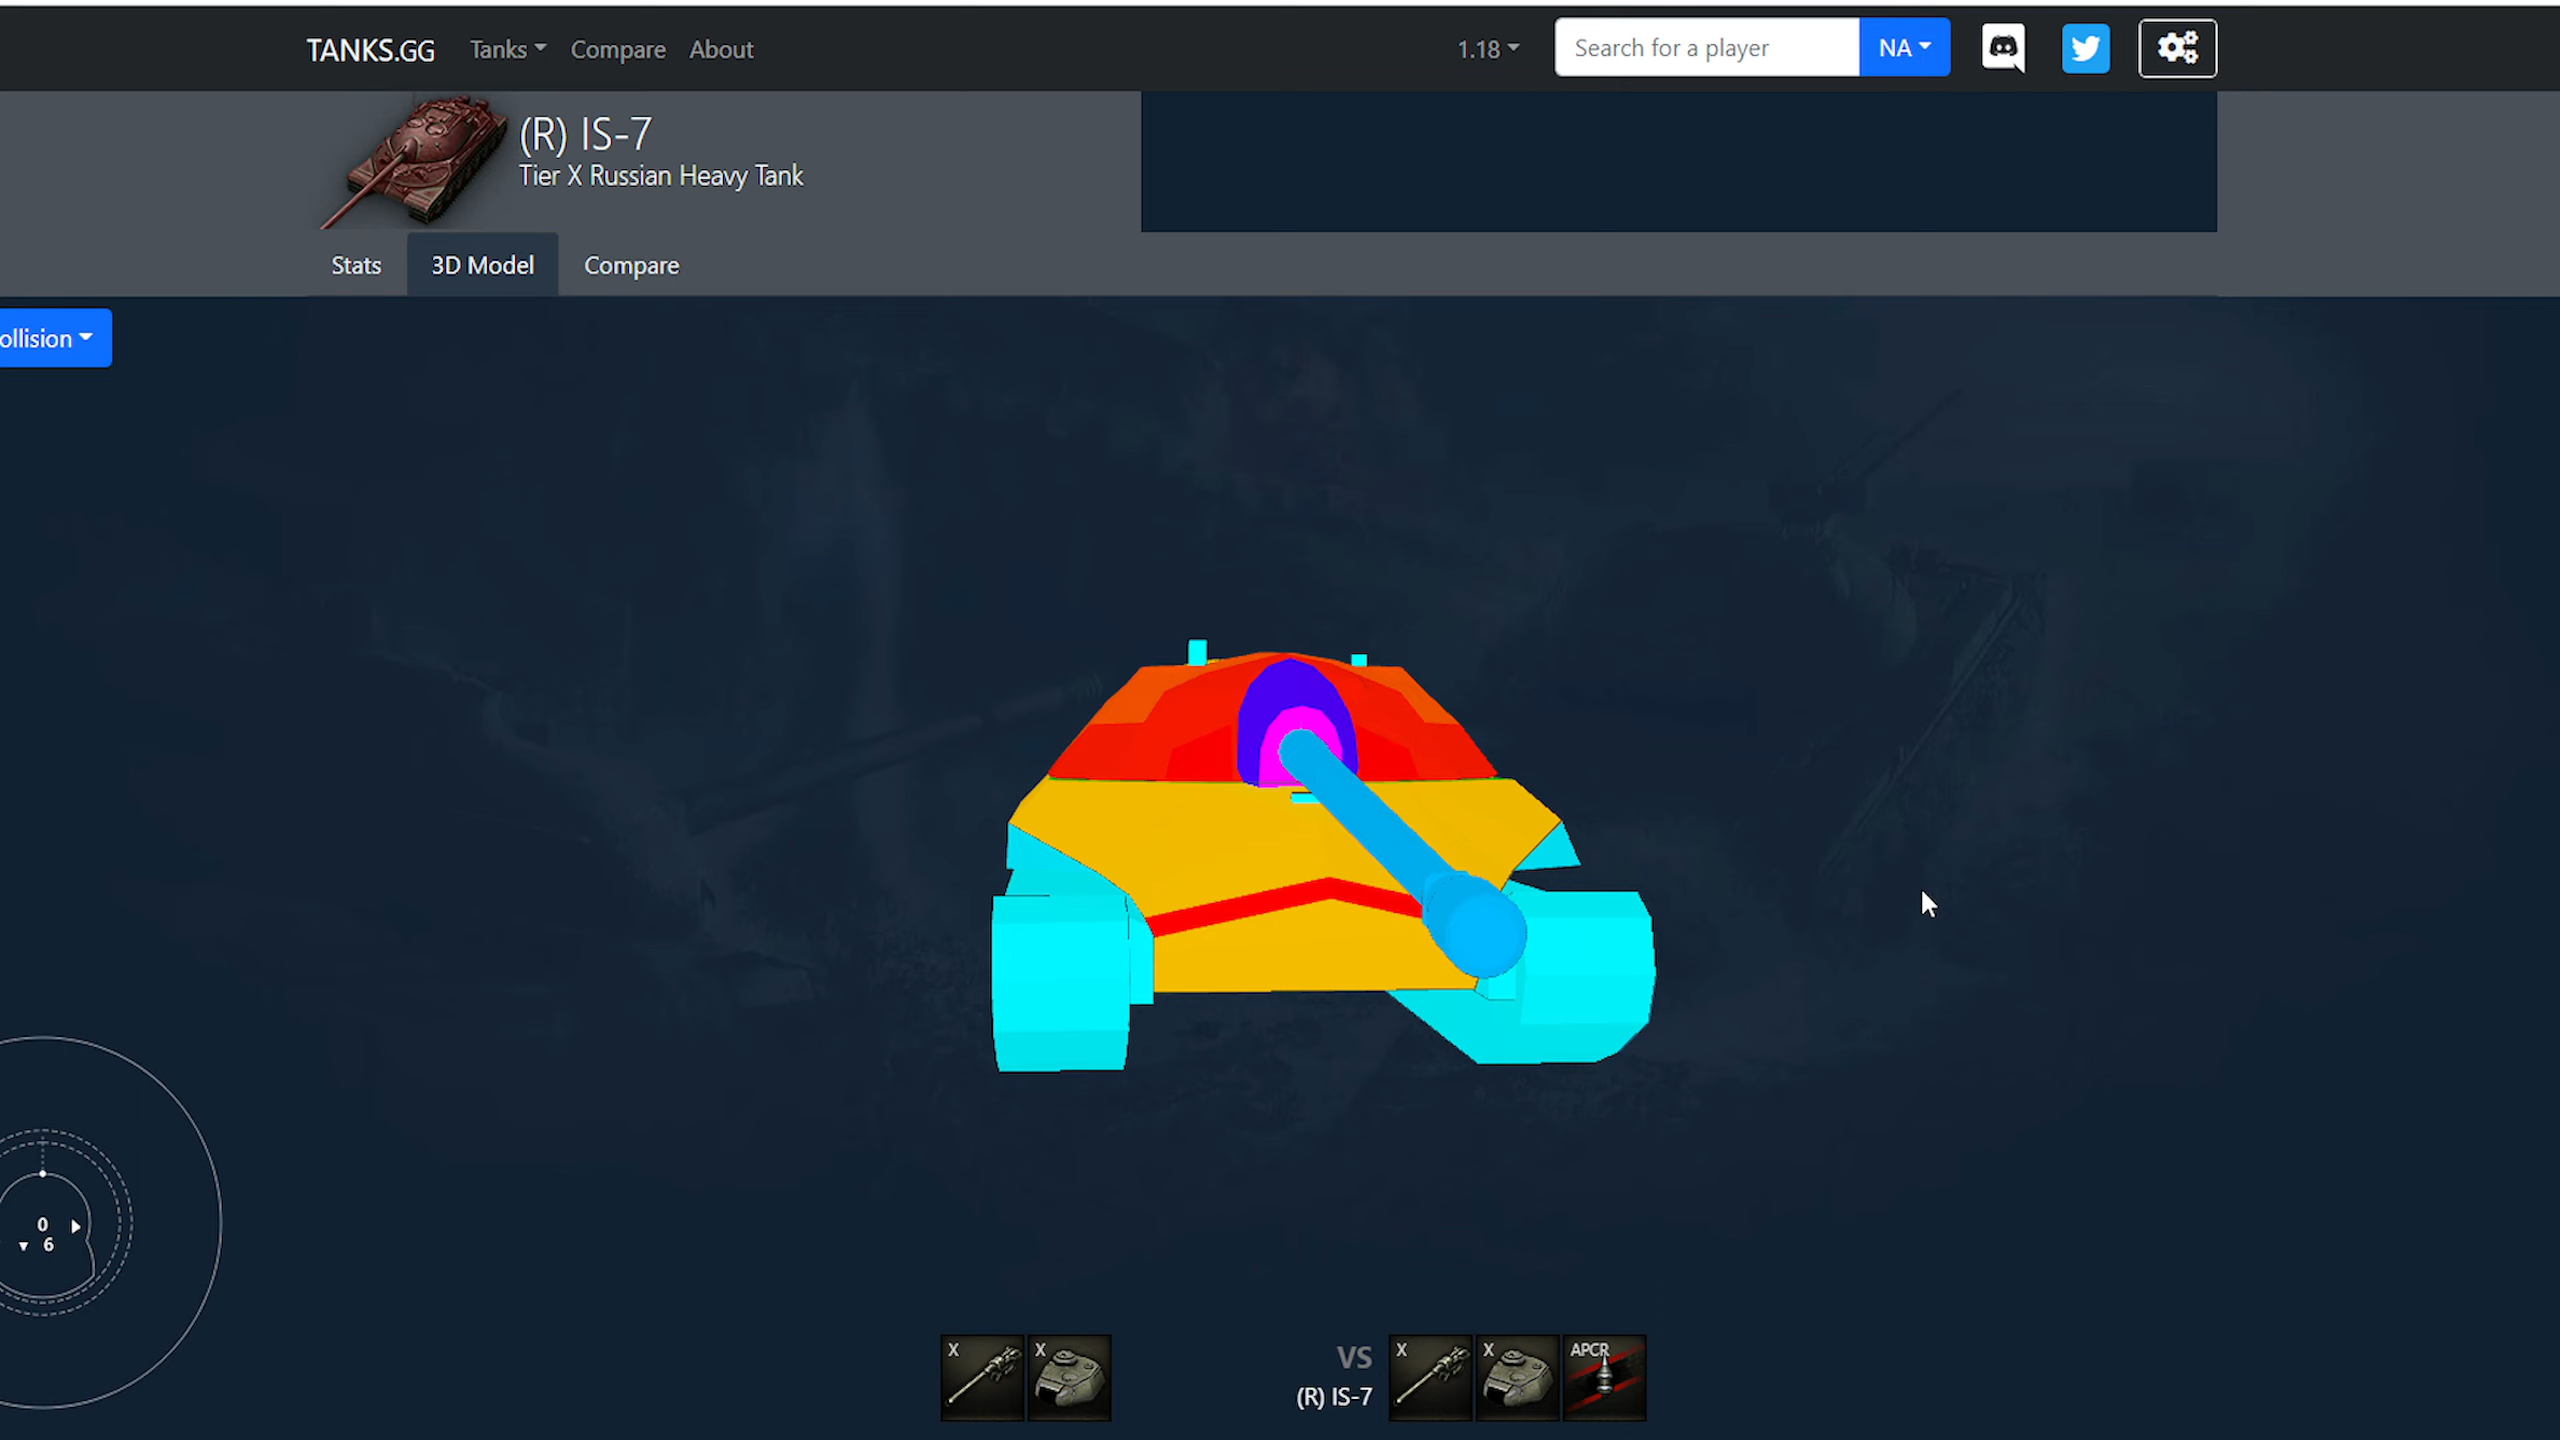 TANKS.GG Tanks Compare About 1.18 Search for a player NA
(R) IS-7
Tier X Russian Heavy Tank
Stats 3D Model Compare
ollision
0
6
X X VS X X APCR
(R) IS-7